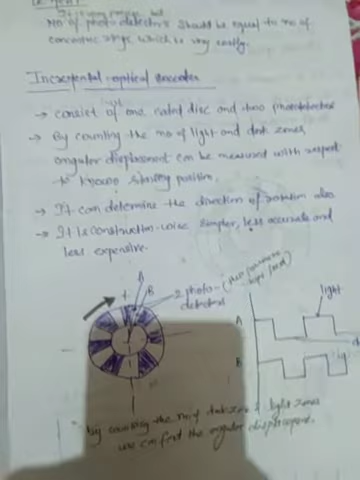 No of photo-detectors should be equal to no of
concentric rings which is very costly.
Incremental optical encoder
→ consist of one coded disc and two photodetector
→ By counting the no of light and dark zones,
angular displacement can be measured with respect
to known starting position.
→ It can determine the direction of rotation also
→ It is construction wise simpler, less accurate and
less expensive.
A
B
2 photo-
detectors
light
A
B
By counting the no of dark zone & light zones
we can find the angular displacement.